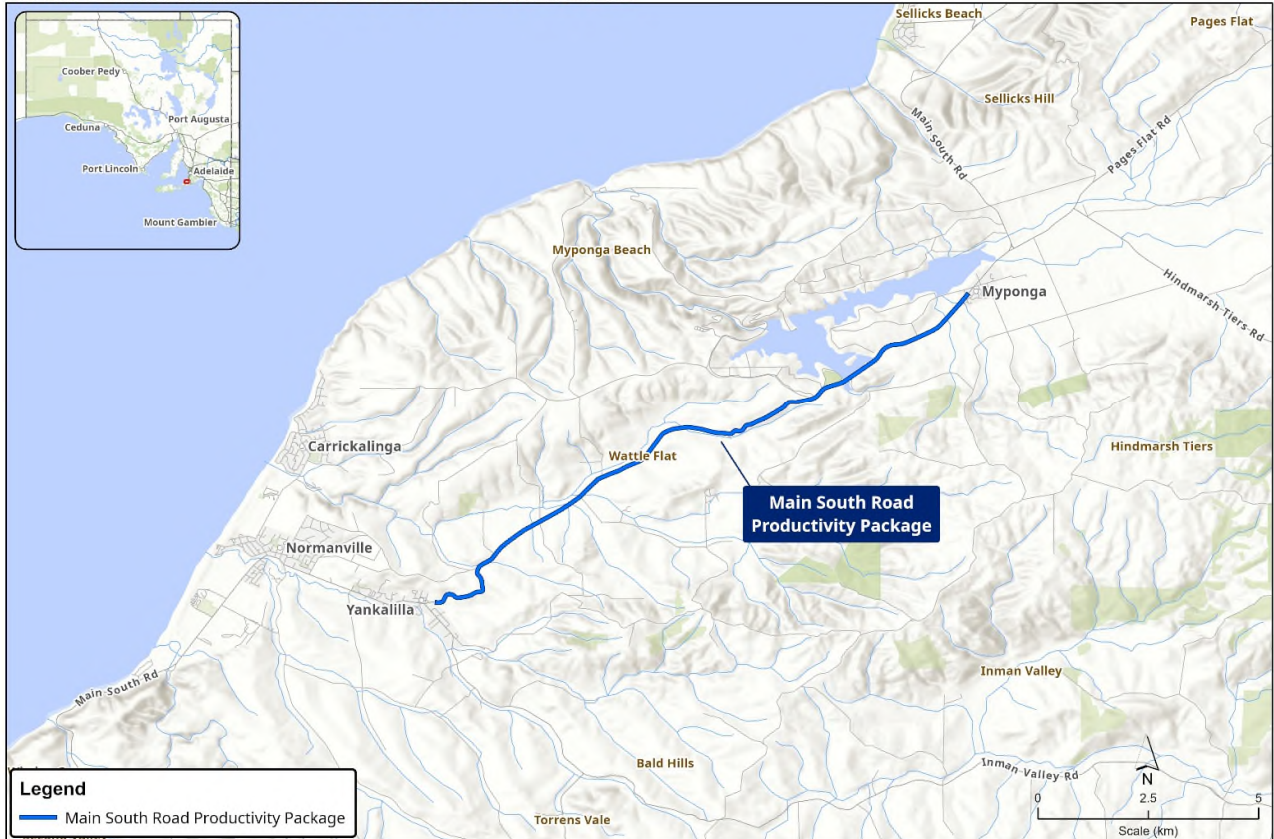 Sellicks Beach
Pages Flat
Coober Pedy
Port Augusta
Ceduna
Port Lincoln
Adelaide
Mount Gambier
Sellicks Hill
Main South Rd
Pages Flat Rd
Myponga Beach
Myponga
Hindmarsh Tiers Rd
Carrickalinga
Wattle Flat
Hindmarsh Tiers
Main South Road
Productivity Package
Normanville
Yankalilla
Main South Rd
Inman Valley
Bald Hills
Inman Valley Rd
Torrens Vale
Legend
Main South Road Productivity Package
N
0 2.5 5
Scale (km)